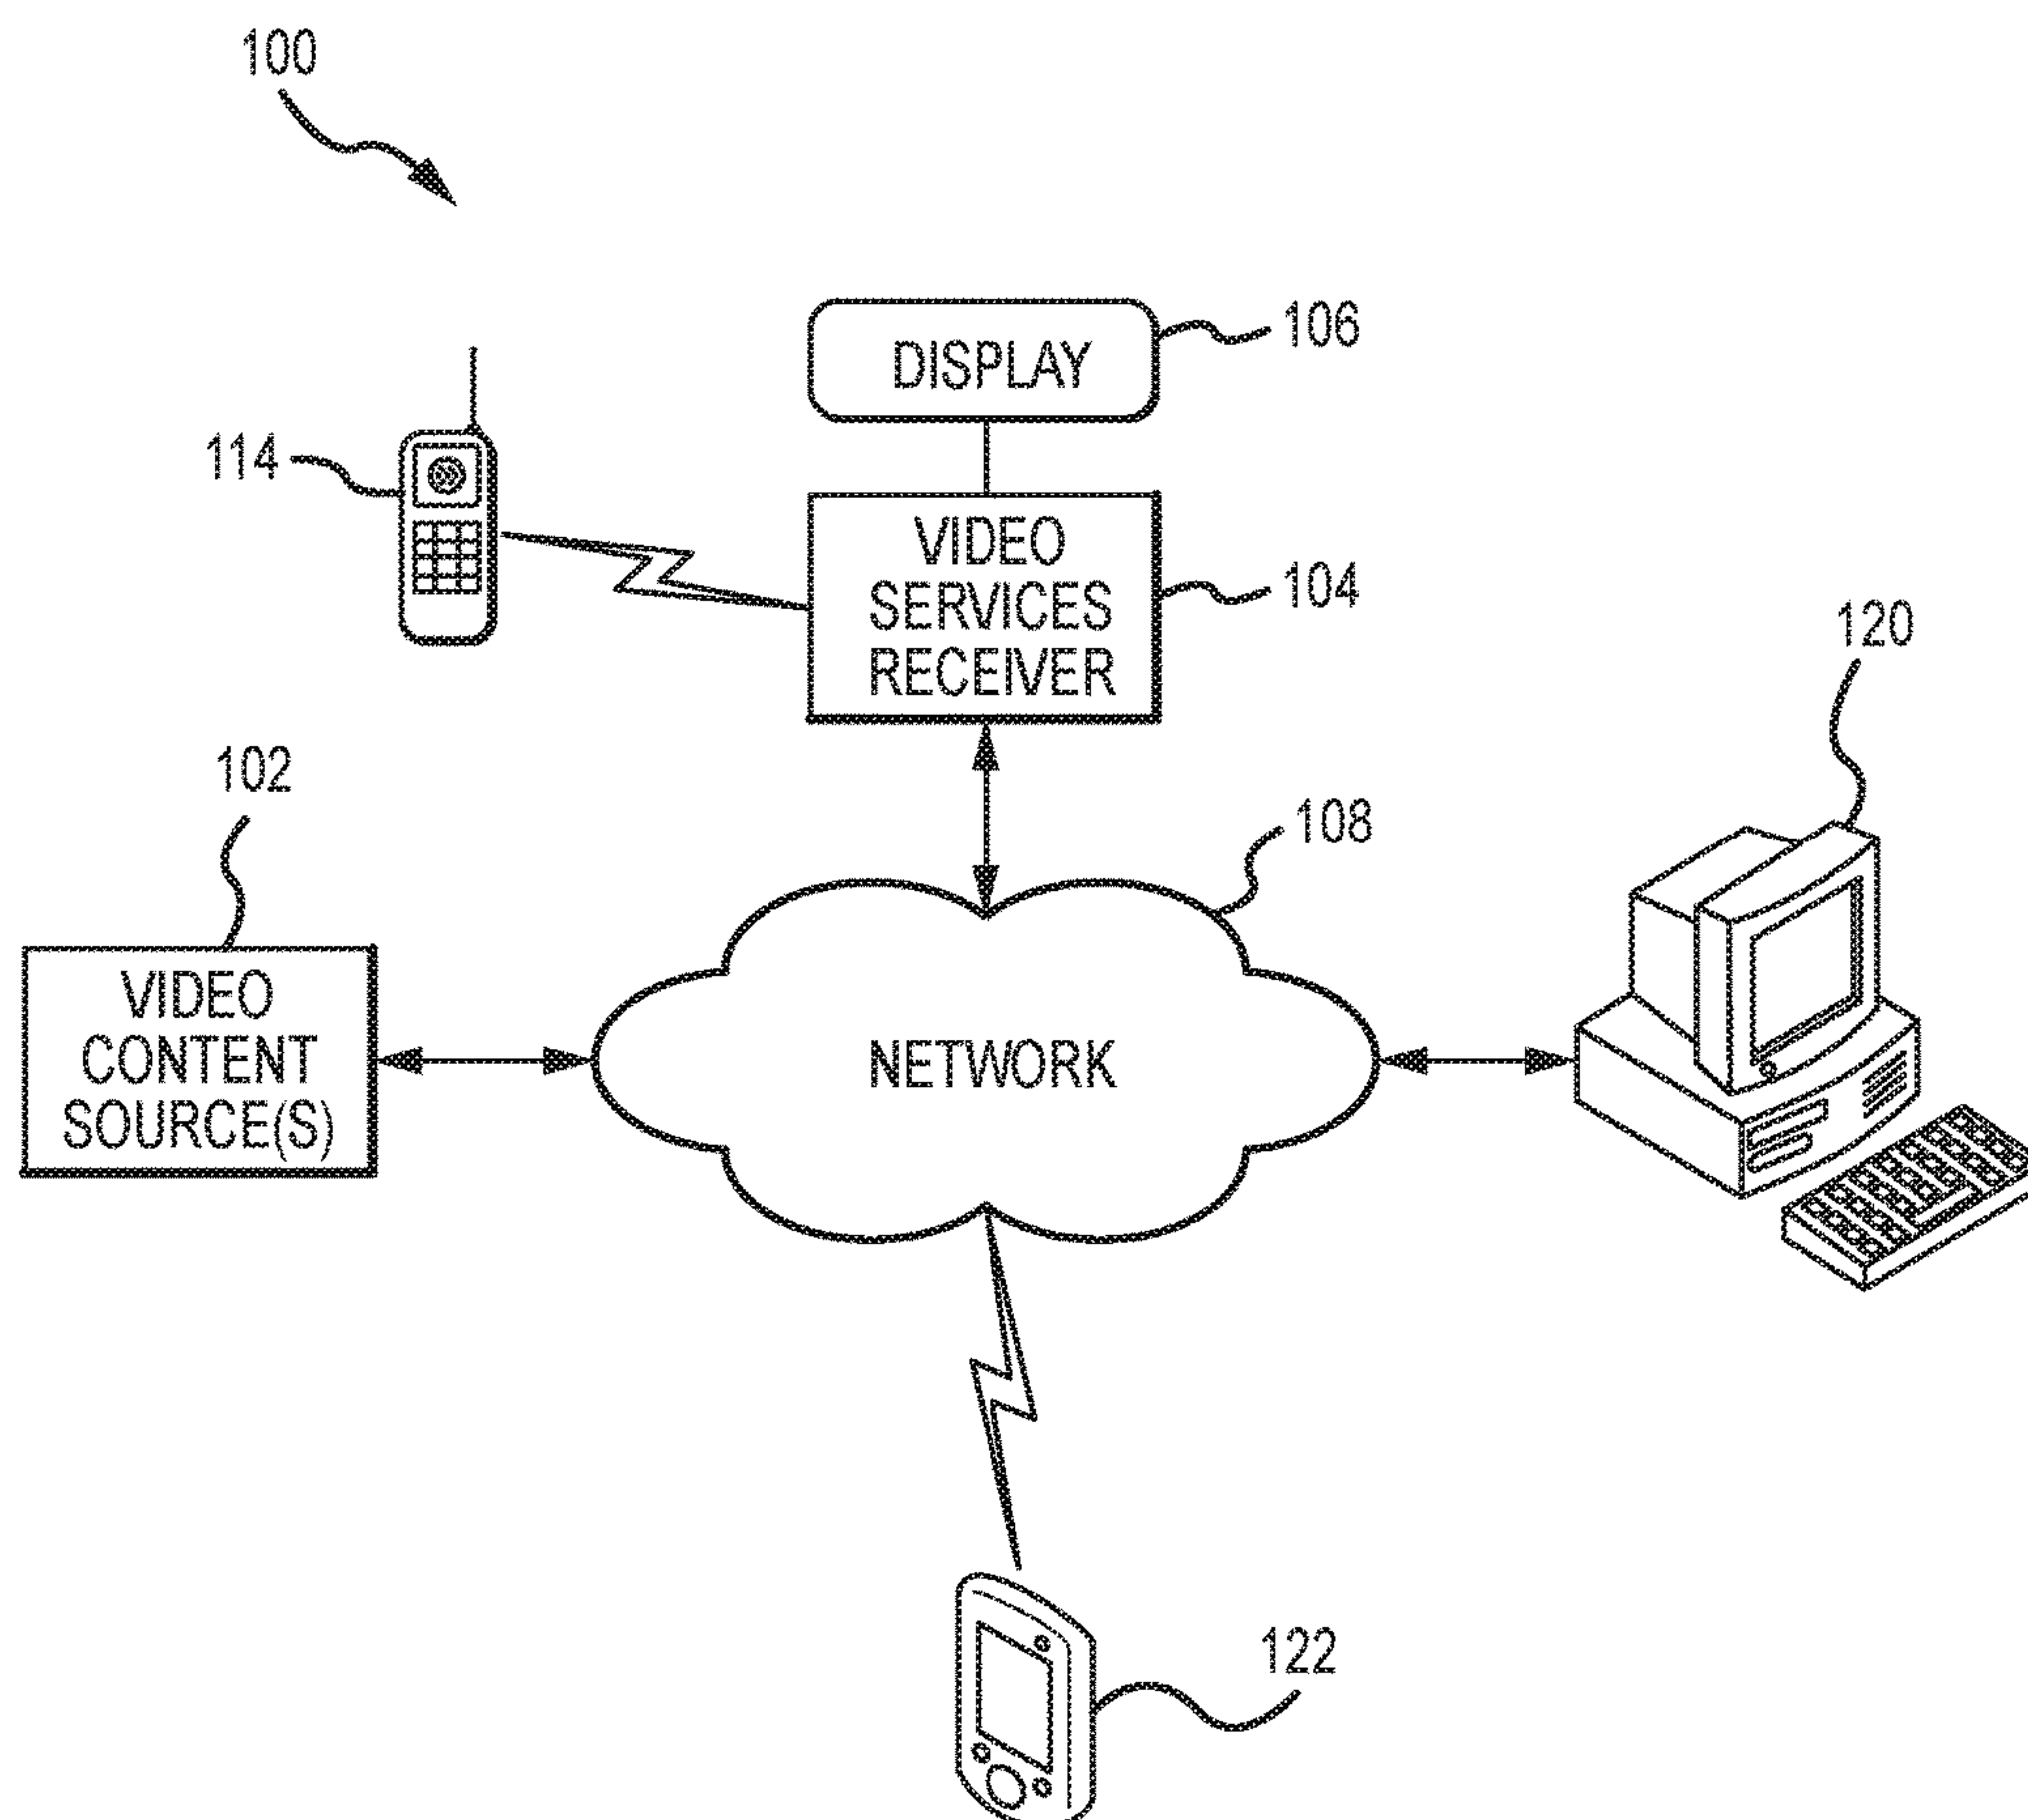 100
DISPLAY
106
114
VIDEO
SERVICES
RECEIVER
104
120
102
108
VIDEO
CONTENT
SOURCE(S)
NETWORK
122